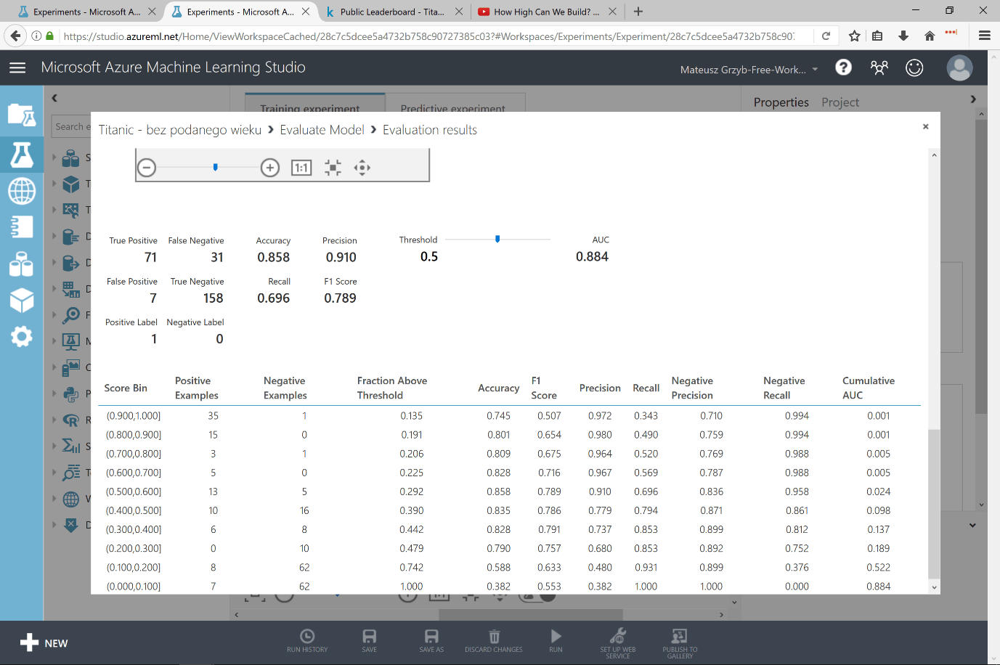 Experiments - Microsoft A...
Experiments - Microsoft A...
Public Leaderboard - Tita...
How High Can We Build? ...
https://studio.azureml.net/Home/ViewWorkspaceCached/28c7c5dcee5a4732b758c90727385c03?#Workspaces/Experiments/Experiment/28c7c5dcee5a4732b758c90
Microsoft Azure Machine Learning Studio
Mateusz Grzyb-Free-Work...
Training experiment
Predictive experiment
Properties
Project
Search e
Titanic - bez podanego wieku > Evaluate Model > Evaluation results
1:1
True Positive False Negative Accuracy Precision Threshold AUC
71 31 0.858 0.910 0.5 0.884
False Positive True Negative Recall F1 Score
7 158 0.696 0.789
Positive Label Negative Label
1 0
Score Bin Positive Examples Negative Examples Fraction Above Threshold Accuracy F1 Score Precision Recall Negative Precision Negative Recall Cumulative AUC
(0.900,1.000] 35 1 0.135 0.745 0.507 0.972 0.343 0.710 0.994 0.001
(0.800,0.900] 15 0 0.191 0.801 0.654 0.980 0.490 0.759 0.994 0.001
(0.700,0.800] 3 1 0.206 0.809 0.675 0.964 0.520 0.769 0.988 0.005
(0.600,0.700] 5 0 0.225 0.828 0.716 0.967 0.569 0.787 0.988 0.005
(0.500,0.600] 13 5 0.292 0.858 0.789 0.910 0.696 0.836 0.958 0.024
(0.400,0.500] 10 16 0.390 0.835 0.786 0.779 0.794 0.871 0.861 0.098
(0.300,0.400] 6 8 0.442 0.828 0.791 0.737 0.853 0.899 0.812 0.137
(0.200,0.300] 0 10 0.479 0.790 0.757 0.680 0.853 0.892 0.752 0.189
(0.100,0.200] 8 62 0.742 0.588 0.633 0.480 0.931 0.899 0.376 0.522
(0.000,0.100] 7 62 1.000 0.382 0.553 0.382 1.000 1.000 0.000 0.884
NEW
RUN HISTORY
SAVE
SAVE AS
DISCARD CHANGES
RUN
SET UP WEB SERVICE
PUBLISH TO GALLERY